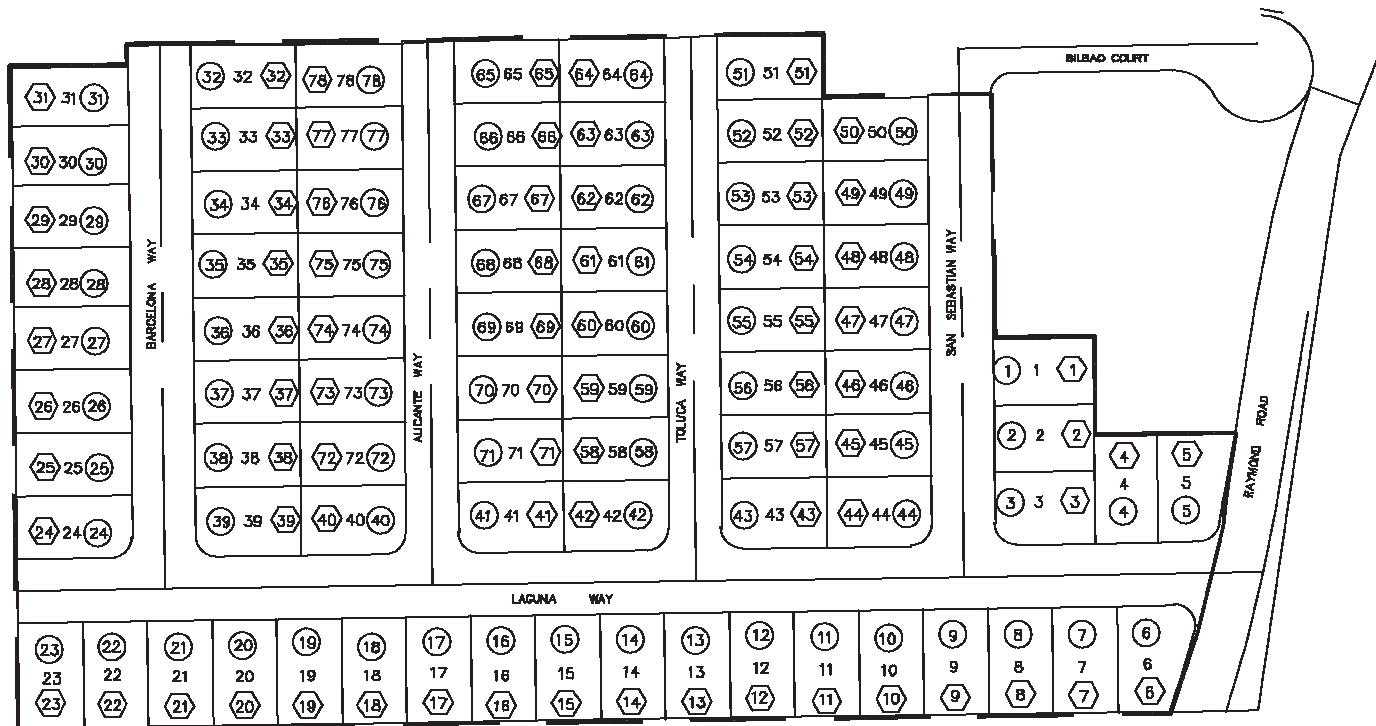 BILBAO COURT
32 32 32 78 78 78 65 65 65 64 64 64 51 51 51
31 31 31
33 33 33 77 77 77 66 66 66 63 63 63 52 52 52 50 50 50
30 30 30
34 34 34 76 76 76 67 67 67 62 62 62 53 53 53 49 49 49
29 29 29
35 35 35 75 75 75 68 68 68 61 61 61 54 54 54 48 48 48
28 28 28
BARCELONA WAY
SAN SEBASTIAN WAY
36 36 36 74 74 74 69 69 69 60 60 60 55 55 55 47 47 47
27 27 27
1 1 1
37 37 37 73 73 73 70 70 70 59 59 59 56 56 56 46 46 46
26 26 26
ALICANTE WAY
TOLUCA WAY
RAYMOND ROAD
2 2 2
38 38 38 72 72 72 71 71 71 58 58 58 57 57 57 45 45 45
25 25 25
4 5
4 5
4 5
3 3 3
39 39 39 40 40 40 41 41 41 42 42 42 43 43 43 44 44 44
24 24 24
LAGUNA WAY
23 22 21 20 19 18 17 16 15 14 13 12 11 10 9 8 7 6
23 22 21 20 19 18 17 16 15 14 13 12 11 10 9 8 7 6
23 22 21 20 19 18 17 16 15 14 13 12 11 10 9 8 7 6